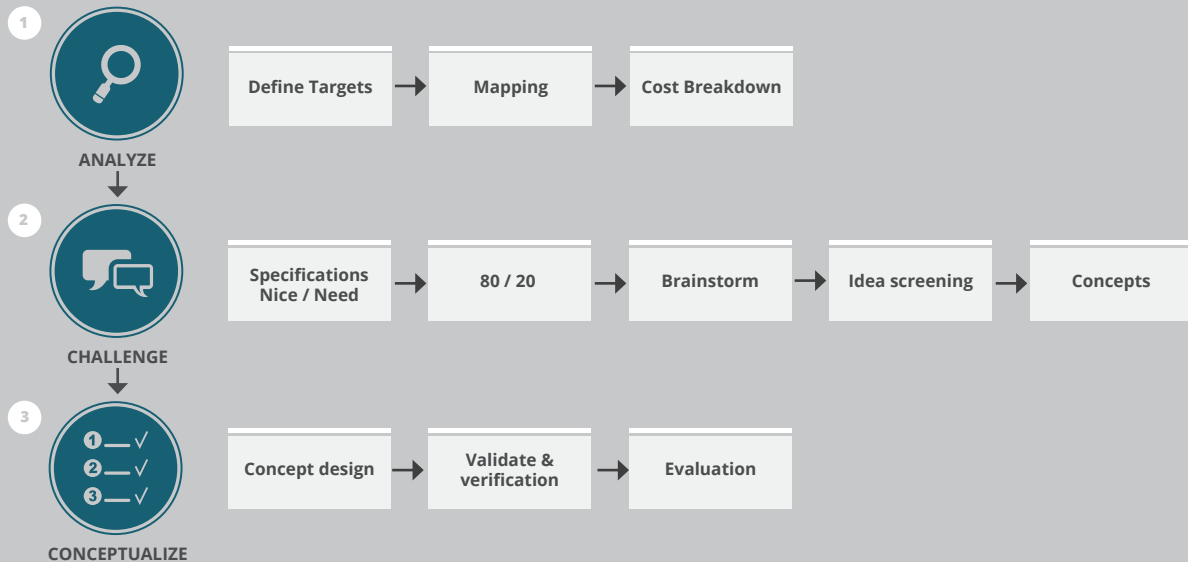 1
Define Targets
Mapping
Cost Breakdown
ANALYZE
2
Specifications
Nice / Need
80 / 20
Brainstorm
Idea screening
Concepts
CHALLENGE
3
1
2
3
Concept design
Validate &
verification
Evaluation
CONCEPTUALIZE